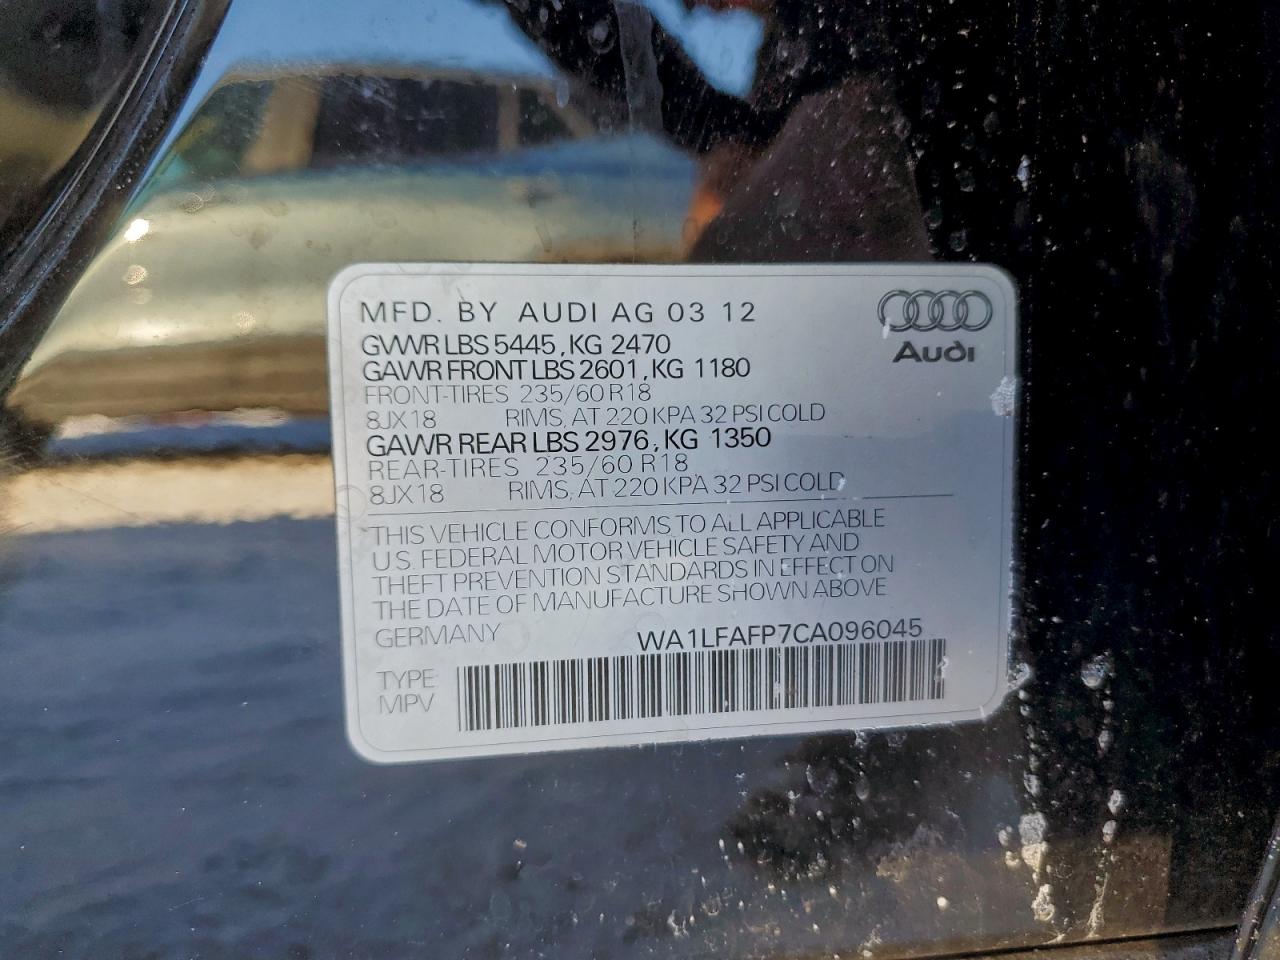 MFD. BY AUDI AG 03 12
Audi
GVWR LBS 5445, KG 2470
GAWR FRONT LBS 2601, KG 1180
FRONT-TIRES 235/60 R18
8JX18 RIMS, AT 220 KPA 32 PSI COLD
GAWR REAR LBS 2976, KG 1350
REAR-TIRES 235/60 R18
8JX18 RIMS, AT 220 KPA 32 PSI COLD
THIS VEHICLE CONFORMS TO ALL APPLICABLE
U.S. FEDERAL MOTOR VEHICLE SAFETY AND
THEFT PREVENTION STANDARDS IN EFFECT ON
THE DATE OF MANUFACTURE SHOWN ABOVE
GERMANY WA1LFAFP7CA096045
TYPE
MPV